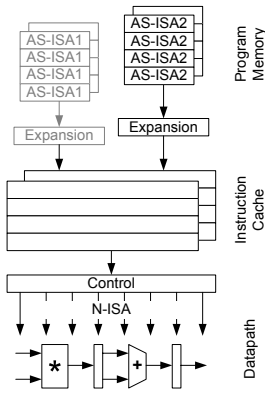 AS-ISA1 AS-ISA2
AS-ISA1 AS-ISA2
AS-ISA1 AS-ISA2
AS-ISA1 AS-ISA2
Program
Memory
Expansion Expansion
Instruction
Cache
Control
N-ISA
* +
Datapath